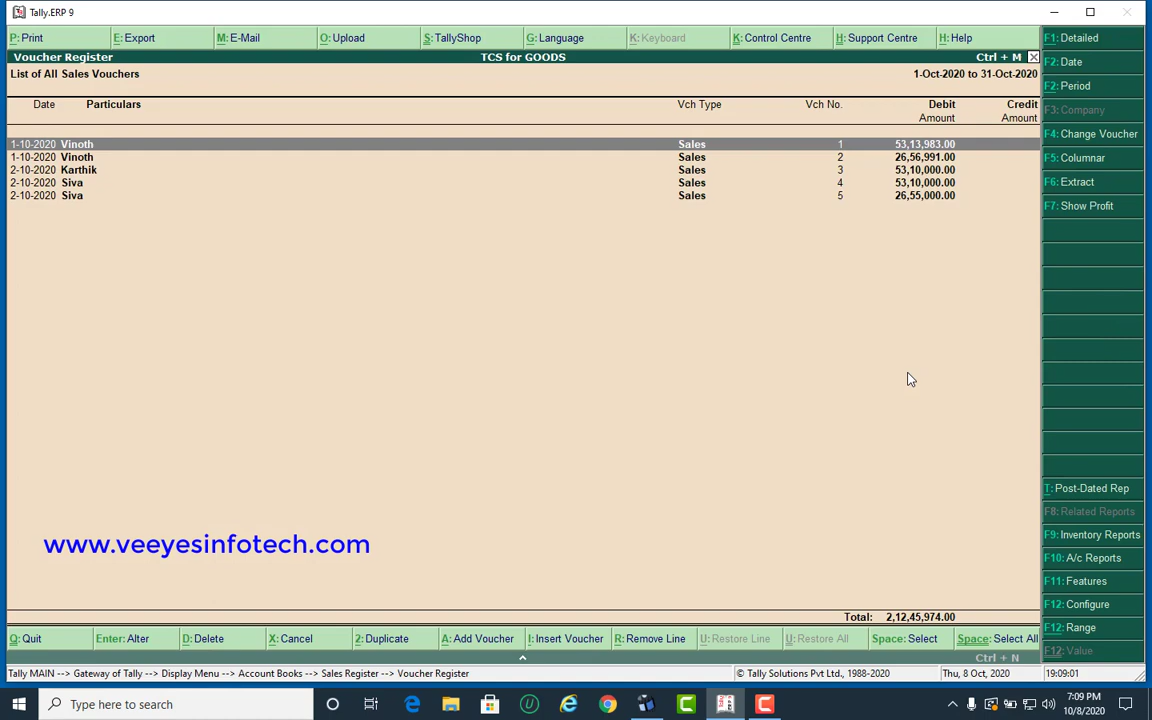 Tally.ERP 9
P: Print E: Export M: E-Mail O: Upload S: TallyShop G: Language K: Keyboard K: Control Centre H: Support Centre H: Help
Voucher Register TCS for GOODS Ctrl + M
List of All Sales Vouchers 1-Oct-2020 to 31-Oct-2020
Date Particulars Vch Type Vch No. Debit Credit
Amount Amount
1-10-2020 Vinoth Sales 1 53,13,983.00
1-10-2020 Vinoth Sales 2 26,56,991.00
2-10-2020 Karthik Sales 3 53,10,000.00
2-10-2020 Siva Sales 4 53,10,000.00
2-10-2020 Siva Sales 5 26,55,000.00
www.veeyesinfotech.com
Total: 2,12,45,974.00
Q: Quit Enter: Alter D: Delete X: Cancel 2: Duplicate A: Add Voucher I: Insert Voucher R: Remove Line U: Restore Line U: Restore All Space: Select Space: Select All
Ctrl + N
Tally MAIN --> Gateway of Tally --> Display Menu --> Account Books --> Sales Register --> Voucher Register © Tally Solutions Pvt Ltd., 1988-2020 Thu, 8 Oct, 2020 19:09:01
F1: Detailed
F2: Date
F2: Period
F3: Company
F4: Change Voucher
F5: Columnar
F6: Extract
F7: Show Profit
T: Post-Dated Rep
F8: Related Reports
F9: Inventory Reports
F10: A/c Reports
F11: Features
F12: Configure
F12: Range
F12: Value
Type here to search
7:09 PM
10/8/2020